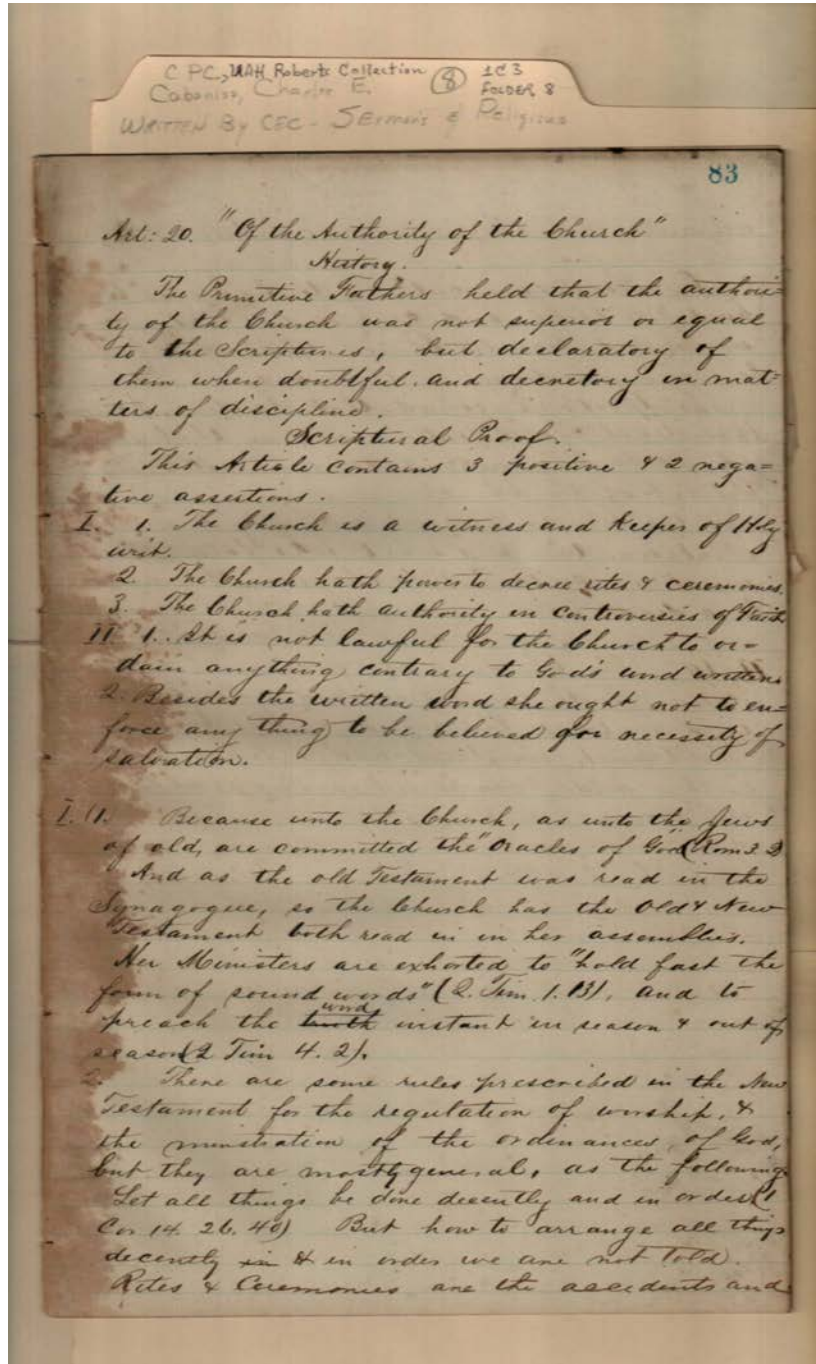 C PC, UAH Roberts Collection ⑧ 1C3
Cabaniss, Charles E. FOLDER 8
WRITTEN By CEC - SErmons & Religious
83
Art: 20. "Of the Authority of the Church"
History.
The Primitive Fathers held that the authori=
ty of the Church was not superior or equal
to the Scriptures, but declaratory of
them when doubtful. and decretory in mat=
ters of discipline.
Scriptural Proof.
This Article contains 3 positive & 2 nega=
tive assertions.
I. 1. The Church is a witness and keeper of Holy
writ.
2. The Church hath power to decree rites & ceremonies.
3. The Church hath authority in controversies of Faith
II 1. It is not lawful for the Church to or=
dain anything contrary to God's word written
2. Besides the written word she ought not to en=
force any thing to be believed for necessity of
salvation.
I. (1. Because unto the Church, as unto the Jews
of old, are committed the "Oracles of God" (Rom 3. 2)
And as the old Testament was read in the
Synagogue, so the Church has the Old & New
Testament both read in in her assemblies.
Her Ministers are exhorted to "hold fast the
form of sound words" (2. Tim. 1. 13), and to
preach the truth word instant in season & out of
season (2 Tim 4. 2).
2. There are some rules prescribed in the New
Testament for the regulation of worship, &
the ministration of the ordinances of God,
but they are mostly general, as the following
Let all things be done decently and in order (1
Cor 14. 26. 40) But how to arrange all things
decently in & in order we are not told.
Rites & Ceremonies are the accedents and